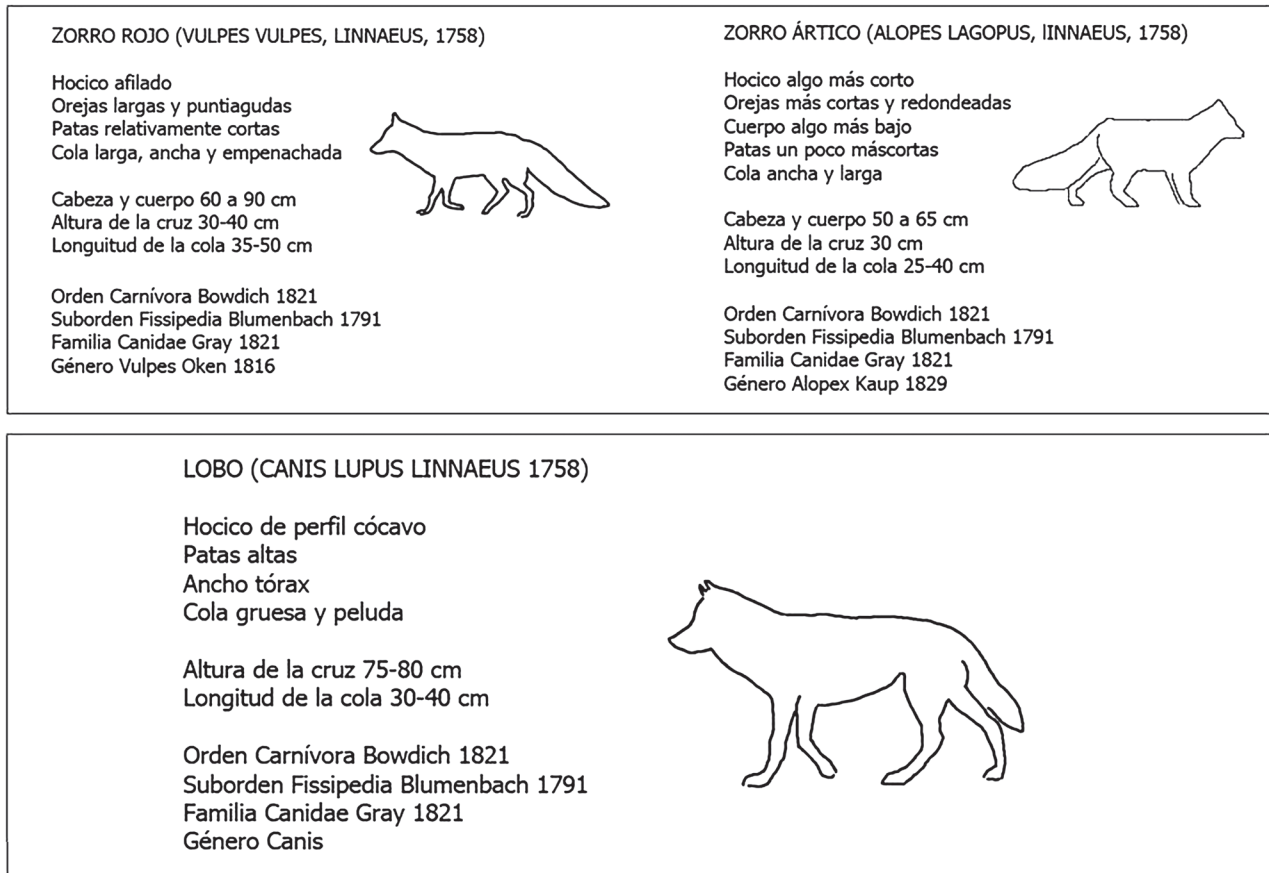 ZORRO ROJO (VULPES VULPES, LINNAEUS, 1758)
Hocico afilado
Orejas largas y puntiagudas
Patas relativamente cortas
Cola larga, ancha y empenachada
Cabeza y cuerpo 60 a 90 cm
Altura de la cruz 30-40 cm
Longuitud de la cola 35-50 cm
Orden Carnívora Bowdich 1821
Suborden Fissipedia Blumenbach 1791
Familia Canidae Gray 1821
Género Vulpes Oken 1816
ZORRO ÁRTICO (ALOPES LAGOPUS, lINNAEUS, 1758)
Hocico algo más corto
Orejas más cortas y redondeadas
Cuerpo algo más bajo
Patas un poco máscortas
Cola ancha y larga
Cabeza y cuerpo 50 a 65 cm
Altura de la cruz 30 cm
Longuitud de la cola 25-40 cm
Orden Carnívora Bowdich 1821
Suborden Fissipedia Blumenbach 1791
Familia Canidae Gray 1821
Género Alopex Kaup 1829
LOBO (CANIS LUPUS LINNAEUS 1758)
Hocico de perfil cócavo
Patas altas
Ancho tórax
Cola gruesa y peluda
Altura de la cruz 75-80 cm
Longitud de la cola 30-40 cm
Orden Carnívora Bowdich 1821
Suborden Fissipedia Blumenbach 1791
Familia Canidae Gray 1821
Género Canis